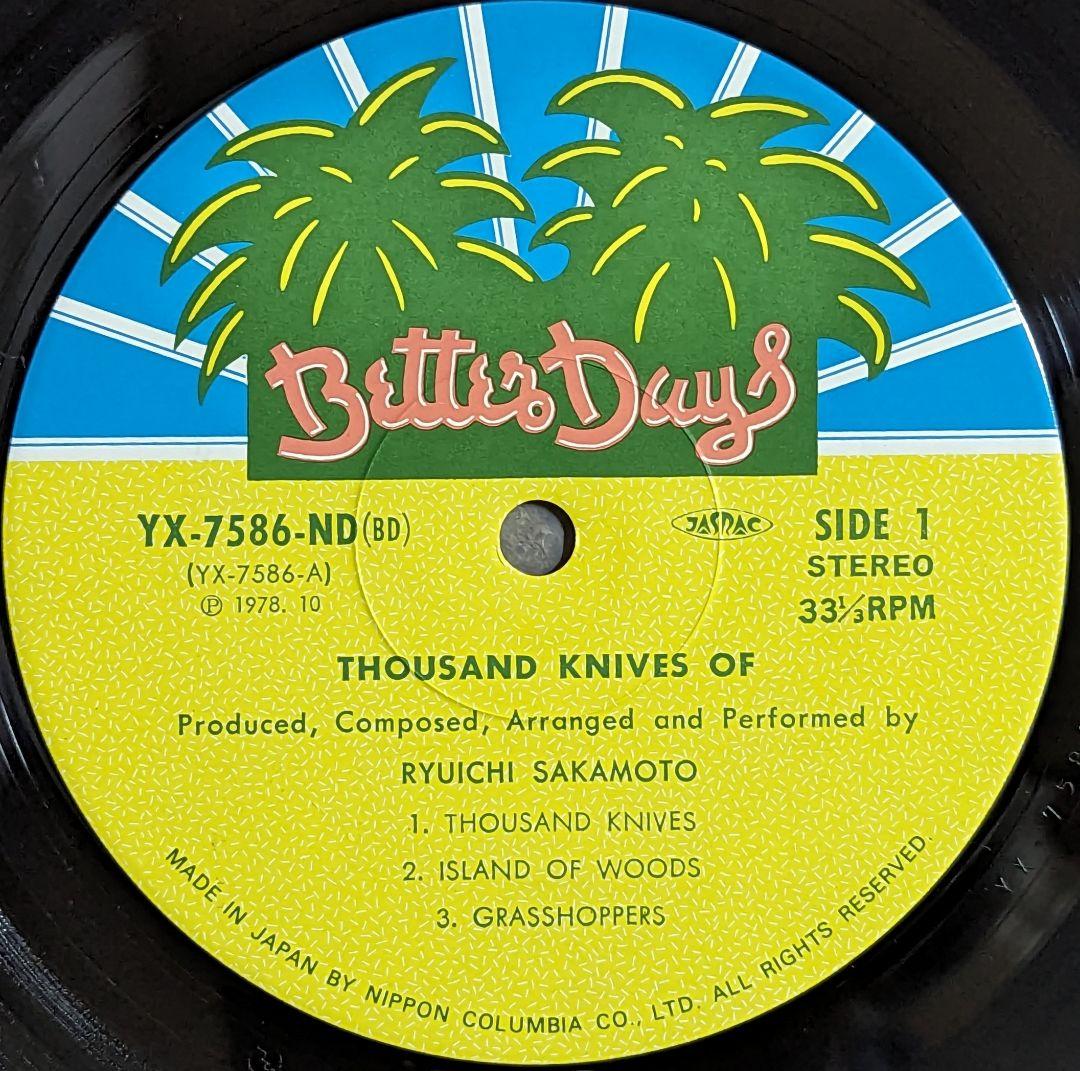 Better Days
YX-7586-ND (BD)
(YX-7586-A)
Ⓟ 1978. 10
JASRAC
SIDE 1
STEREO
33⅓RPM
THOUSAND KNIVES OF
Produced, Composed, Arranged and Performed by
RYUICHI SAKAMOTO
1. THOUSAND KNIVES
2. ISLAND OF WOODS
3. GRASSHOPPERS
MADE IN JAPAN BY NIPPON COLUMBIA CO., LTD. ALL RIGHTS RESERVED.